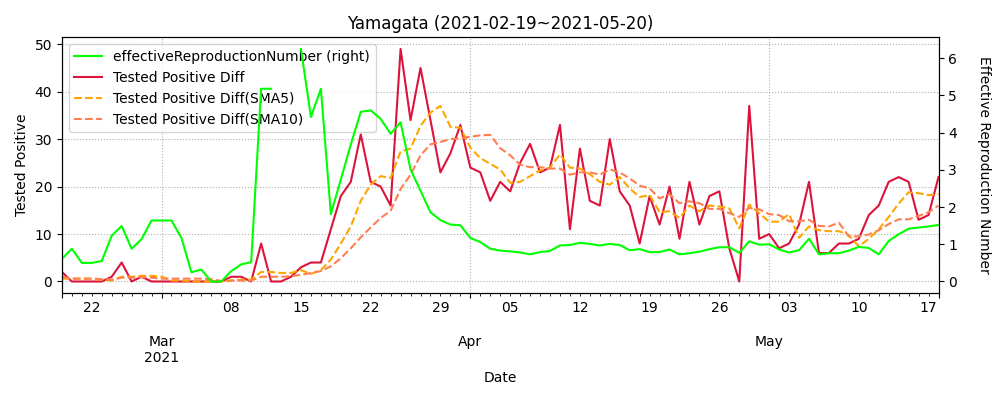 Yamagata (2021-02-19~2021-05-20)
effectiveReproductionNumber (right)
Tested Positive Diff
Tested Positive Diff(SMA5)
Tested Positive Diff(SMA10)
Tested Positive
50
40
30
20
10
0
6
5
4
3
2
1
0
Effective Reproduction Number
22 08 15 22 29 05 12 19 26 03 10 17
Mar Apr May
2021
Date